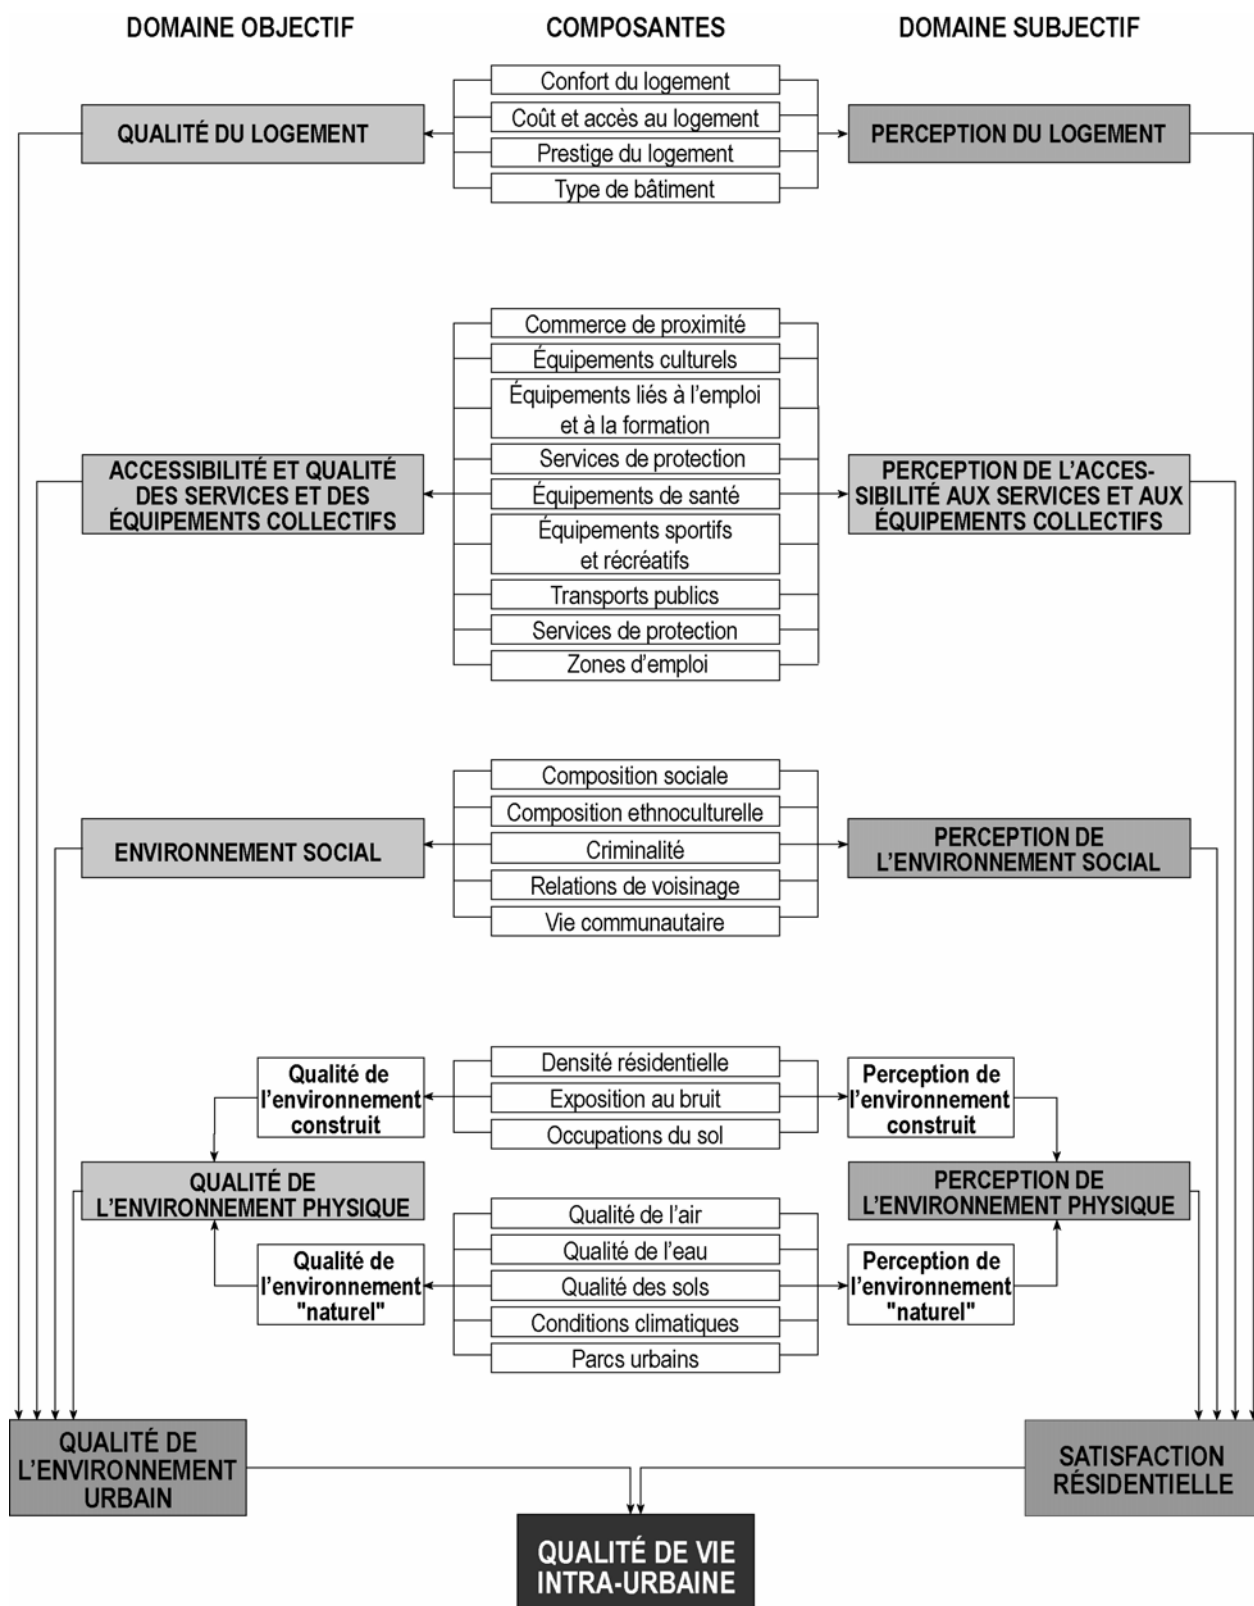 DOMAINE OBJECTIF
COMPOSANTES
DOMAINE SUBJECTIF
Confort du logement
Coût et accès au logement
Prestige du logement
Type de bâtiment
QUALITÉ DU LOGEMENT
PERCEPTION DU LOGEMENT
Commerce de proximité
Équipements culturels
Équipements liés à l'emploi
et à la formation
Services de protection
Équipements de santé
Équipements sportifs
et récréatifs
Transports publics
Services de protection
Zones d'emploi
ACCESSIBILITÉ ET QUALITÉ
DES SERVICES ET DES
ÉQUIPEMENTS COLLECTIFS
PERCEPTION DE L'ACCES-
SIBILITÉ AUX SERVICES ET AUX
ÉQUIPEMENTS COLLECTIFS
Composition sociale
Composition ethnoculturelle
Criminalité
Relations de voisinage
Vie communautaire
ENVIRONNEMENT SOCIAL
PERCEPTION DE
L'ENVIRONNEMENT SOCIAL
Densité résidentielle
Exposition au bruit
Occupations du sol
Qualité de
l'environnement
construit
Perception de
l'environnement
construit
QUALITÉ DE
L'ENVIRONNEMENT PHYSIQUE
PERCEPTION DE
L'ENVIRONNEMENT PHYSIQUE
Qualité de l'air
Qualité de l'eau
Qualité des sols
Conditions climatiques
Parcs urbains
Qualité de
l'environnement
"naturel"
Perception de
l'environnement
"naturel"
QUALITÉ DE
L'ENVIRONNEMENT
URBAIN
SATISFACTION
RÉSIDENTIELLE
QUALITÉ DE VIE
INTRA-URBAINE